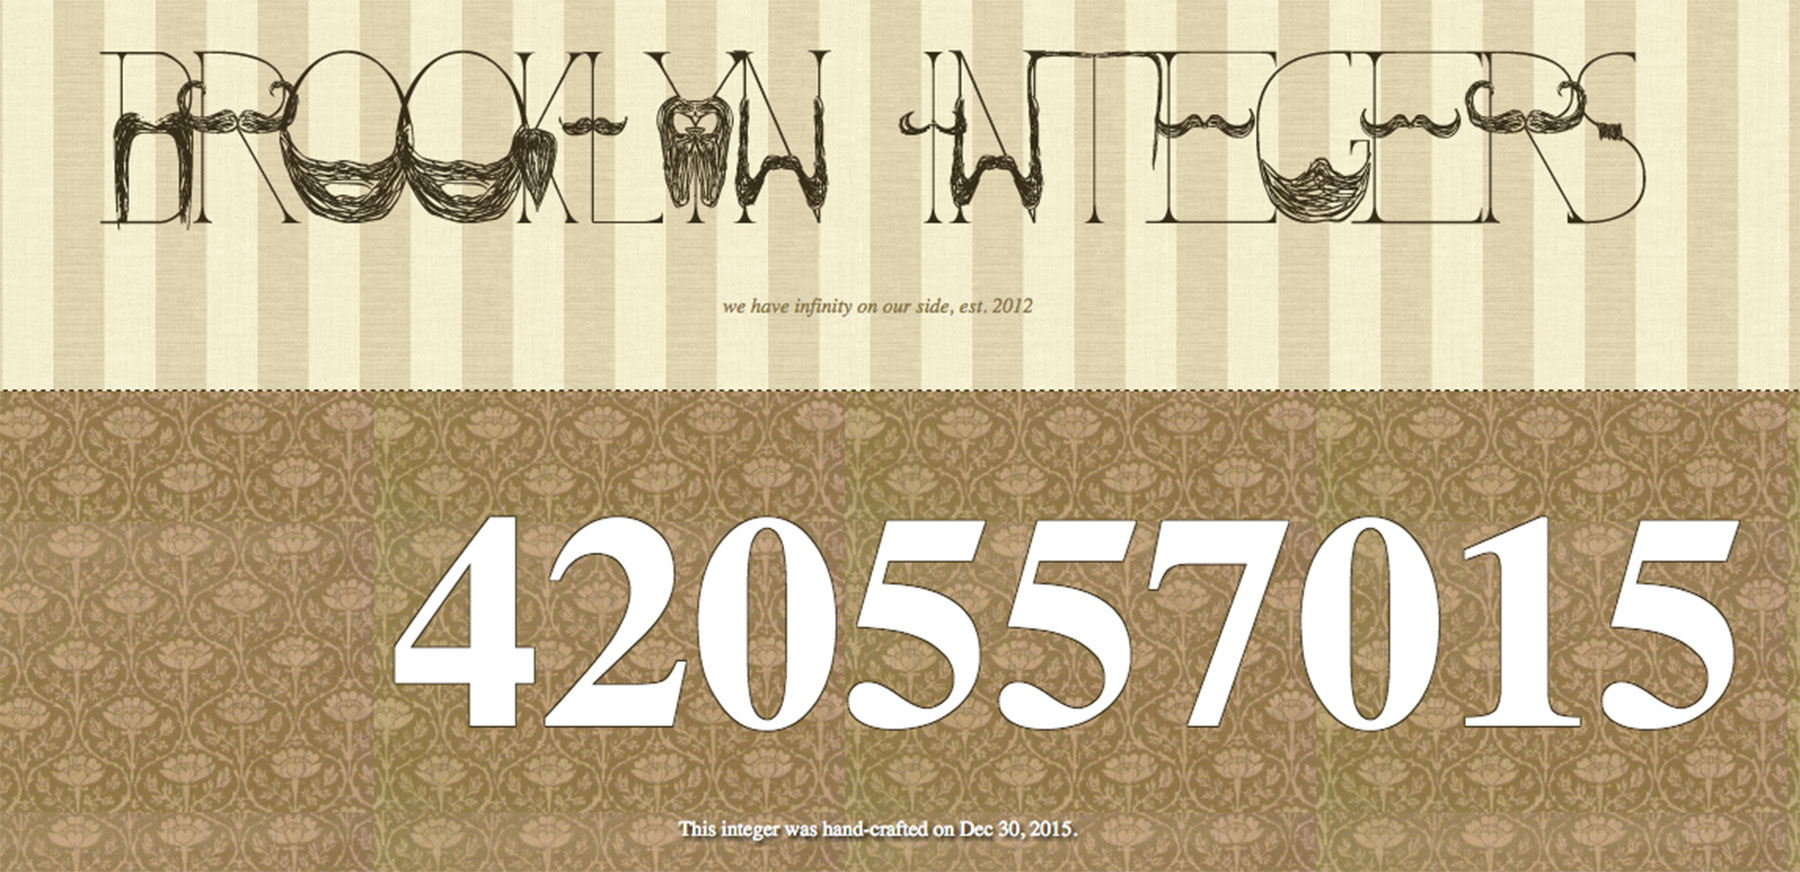 BROOKLYN INTEGERS
we have infinity on our side, est. 2012
420557015
This integer was hand-crafted on Dec 30, 2015.